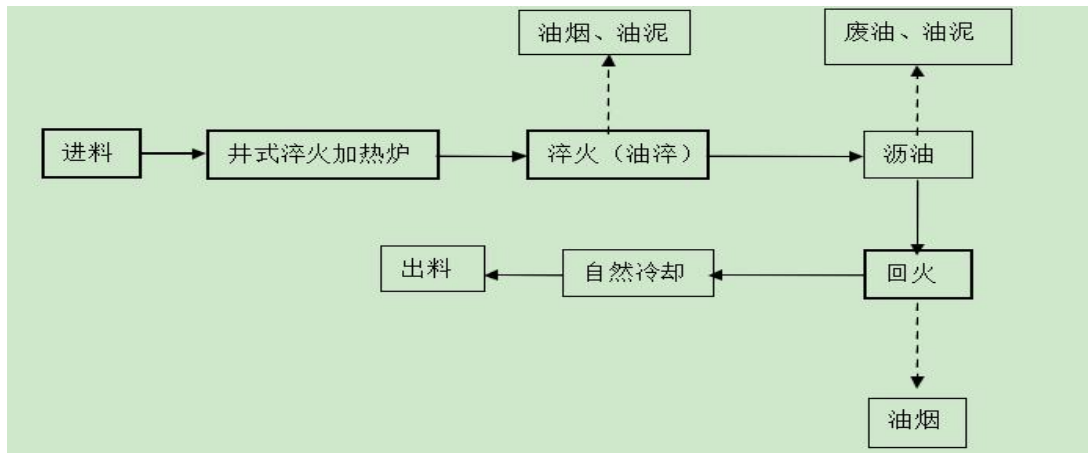 油烟、油泥
废油、油泥
进料
井式淬火加热炉
淬火（油淬）
沥油
出料
自然冷却
回火
油烟